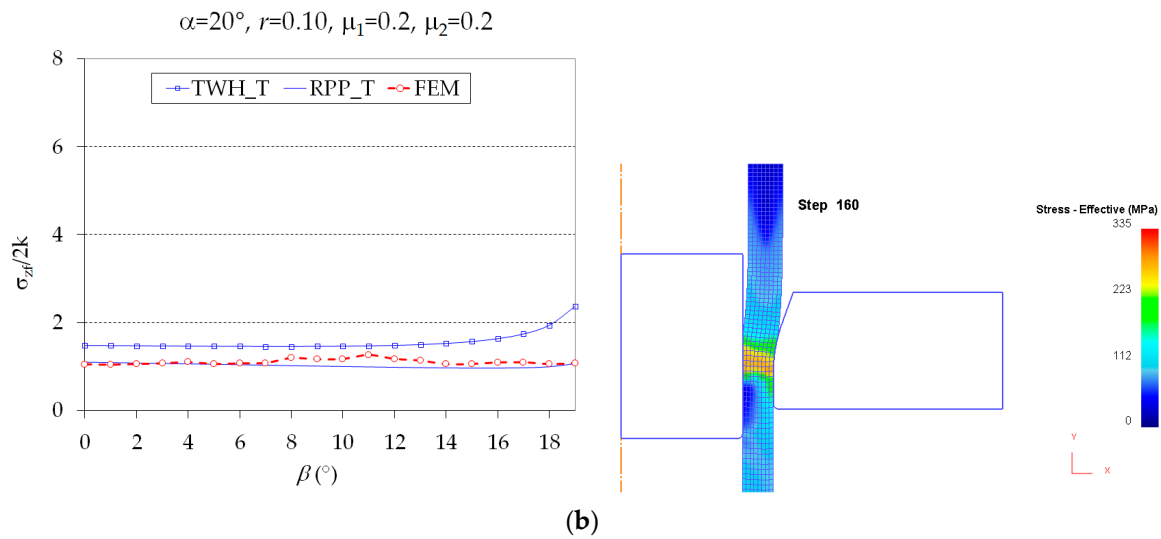 α=20°, r=0.10, μ₁=0.2, μ₂=0.2
8
6
4
2
0
σzf/2k
TWH_T RPP_T FEM
0 2 4 6 8 10 12 14 16 18
β (°)
Step 160
Stress - Effective (MPa)
335
223
112
0
Y
X
(b)